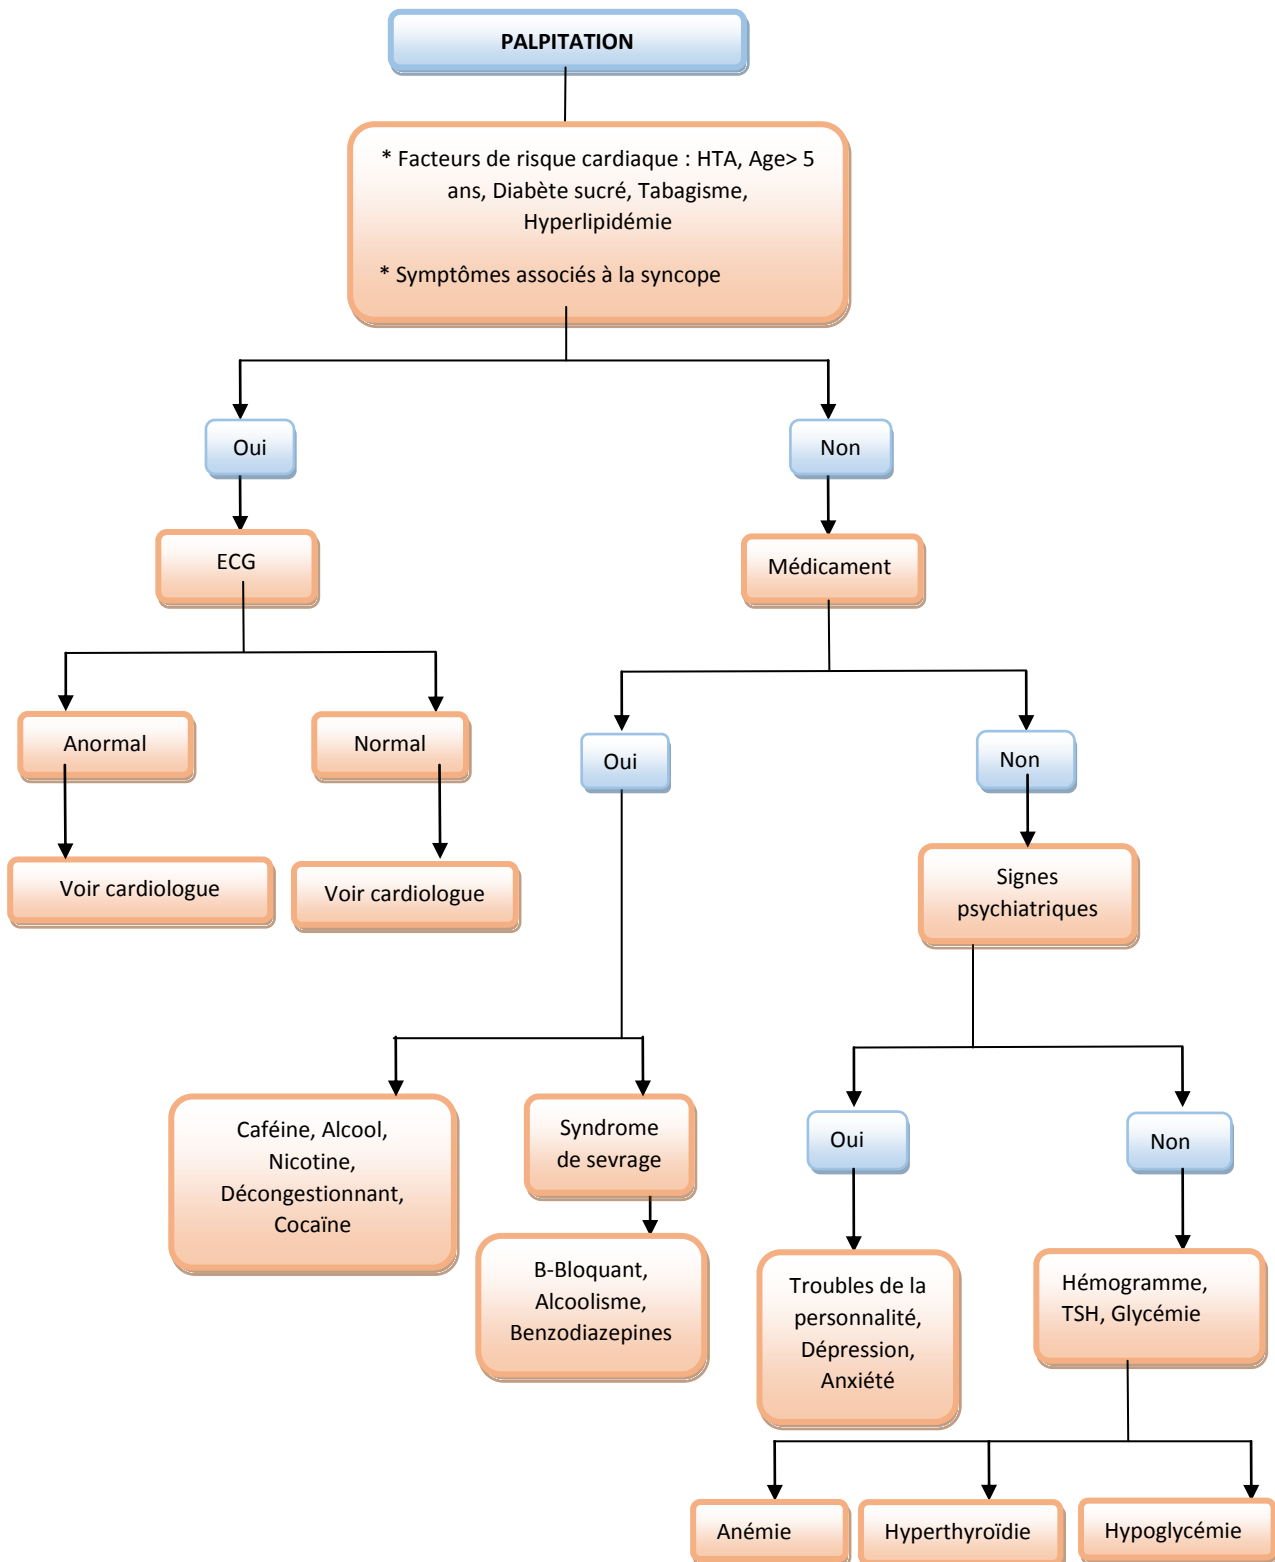 PALPITATION
* Facteurs de risque cardiaque : HTA, Age> 5
ans, Diabète sucré, Tabagisme,
Hyperlipidémie
* Symptômes associés à la syncope
Oui
Non
ECG
Médicament
Anormal
Normal
Oui
Non
Voir cardiologue
Voir cardiologue
Signes
psychiatriques
Caféine, Alcool,
Nicotine,
Décongestionnant,
Cocaïne
Syndrome
de sevrage
Oui
Non
B-Bloquant,
Alcoolisme,
Benzodiazepines
Troubles de la
personnalité,
Dépression,
Anxiété
Hémogramme,
TSH, Glycémie
Anémie
Hyperthyroïdie
Hypoglycémie